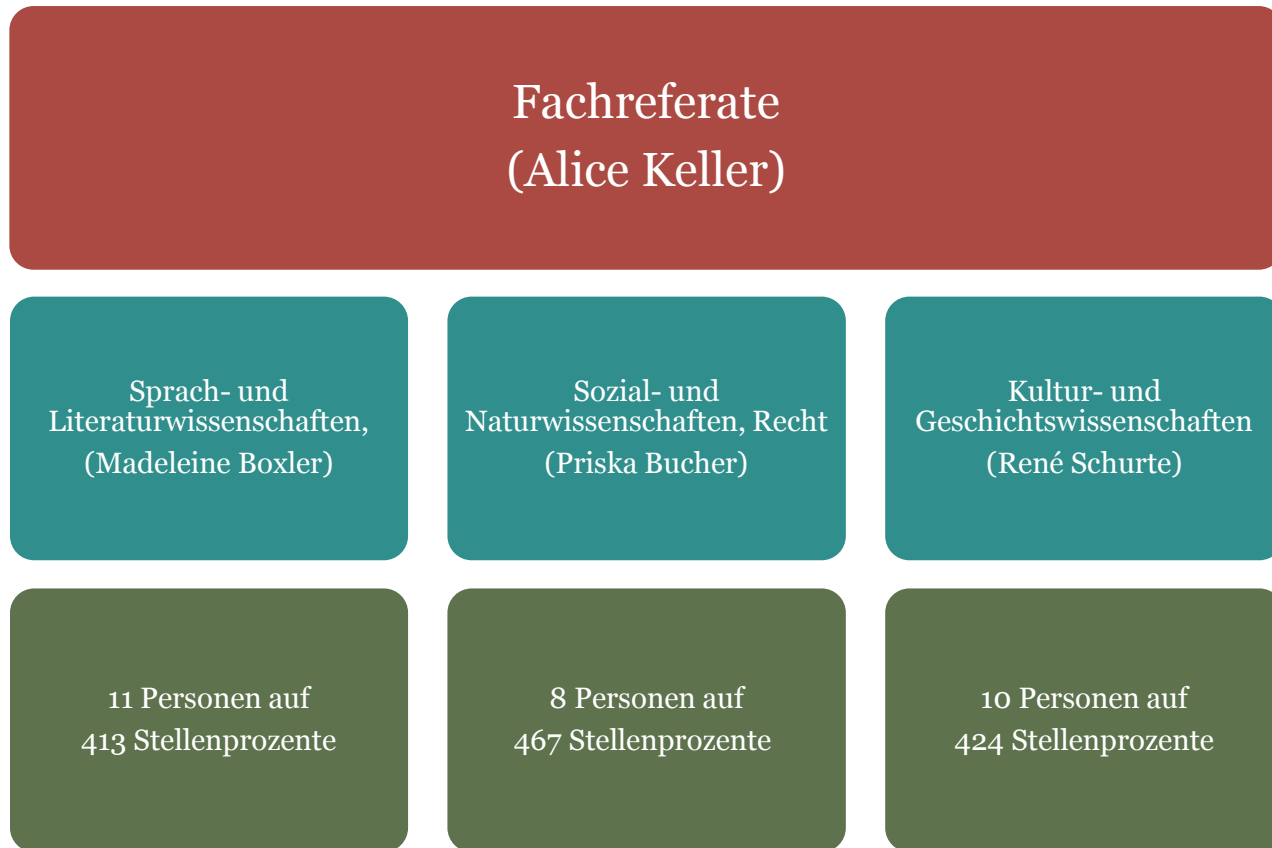 Fachreferate
(Alice Keller)
Sprach- und
Literaturwissenschaften,
(Madeleine Boxler)
Sozial- und
Naturwissenschaften, Recht
(Priska Bucher)
Kultur- und
Geschichtswissenschaften
(René Schurte)
11 Personen auf
413 Stellenprozente
8 Personen auf
467 Stellenprozente
10 Personen auf
424 Stellenprozente